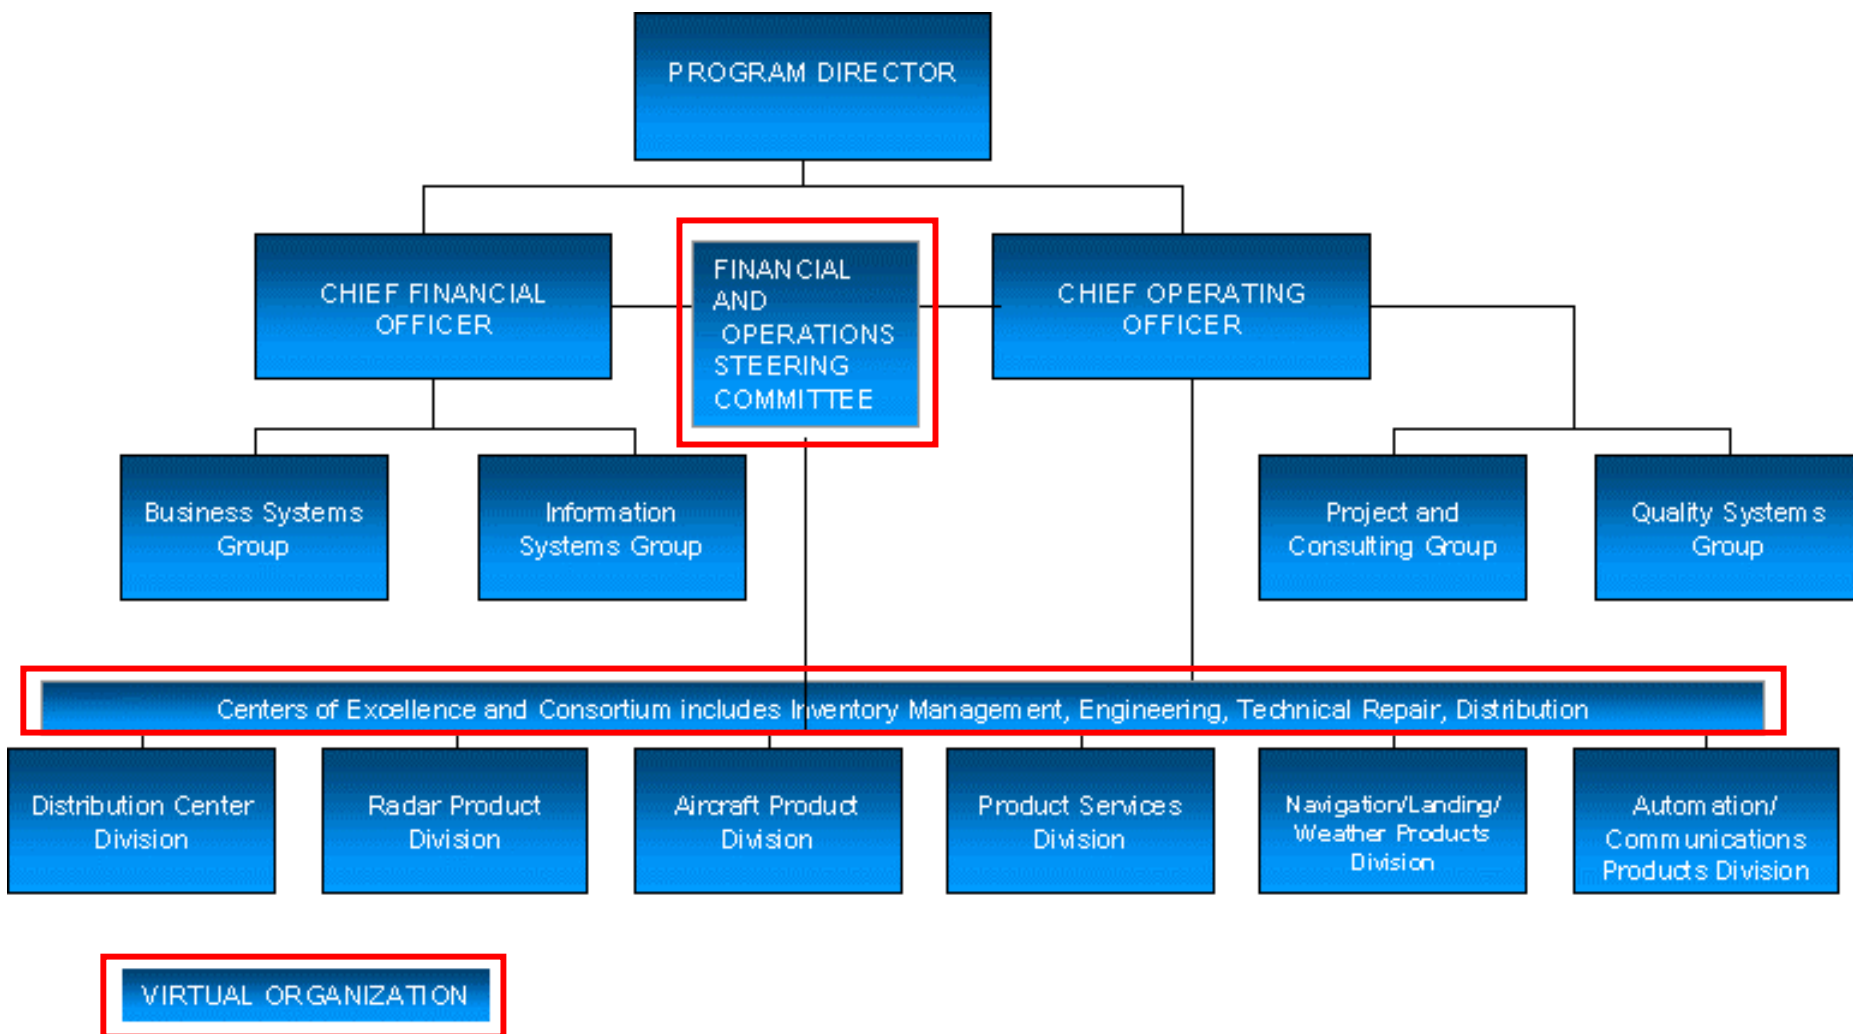 PROGRAM DIRECTOR
CHIEF FINANCIAL
OFFICER
FINANCIAL
AND
OPERATIONS
STEERING
COMMITTEE
CHIEF OPERATING
OFFICER
Business Systems
Group
Information
Systems Group
Project and
Consulting Group
Quality Systems
Group
Centers of Excellence and Consortium includes Inventory Management, Engineering, Technical Repair, Distribution
Distribution Center
Division
Radar Product
Division
Aircraft Product
Division
Product Services
Division
Navigation/Landing/
Weather Products
Division
Automation/
Communications
Products Division
VIRTUAL ORGANIZATION